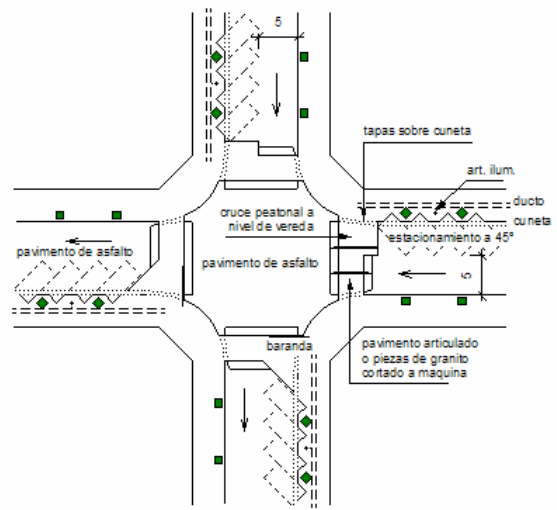 5
tapas sobre cuneta
art. ilum.
ducto
cuneta
cruce peatonal a
nivel de vereda
estacionamiento a 45º
pavimento de asfalto
pavimento de asfalto
5
baranda
pavimento articulado
o piezas de granito
cortado a maquina